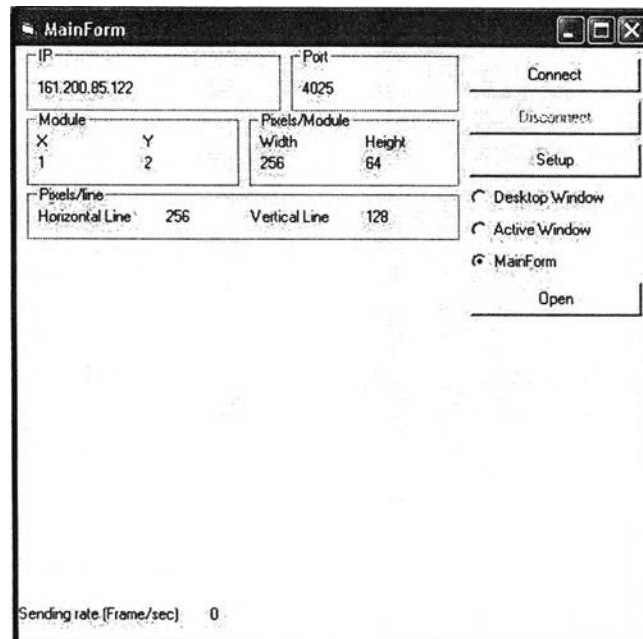 MainForm
IP
161.200.85.122
Port
4025
Connect
Disconnect
Setup
Module
X Y
1 2
Pixels/Module
Width Height
256 64
Pixels/line
Horizontal Line 256 Vertical Line 128
Desktop Window
Active Window
MainForm
Open
Sending rate (Frame/sec) 0